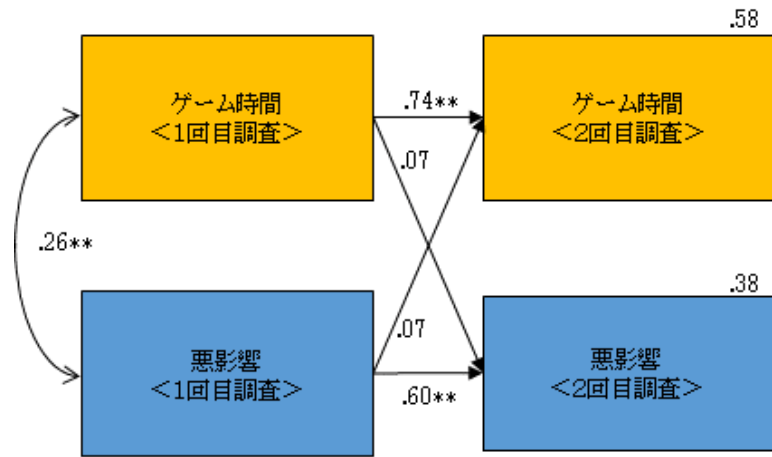 .58
ゲーム時間
<1回目調査>
.74**
ゲーム時間
<2回目調査>
.07
.26**
.38
悪影響
<1回目調査>
.07
悪影響
<2回目調査>
.60**